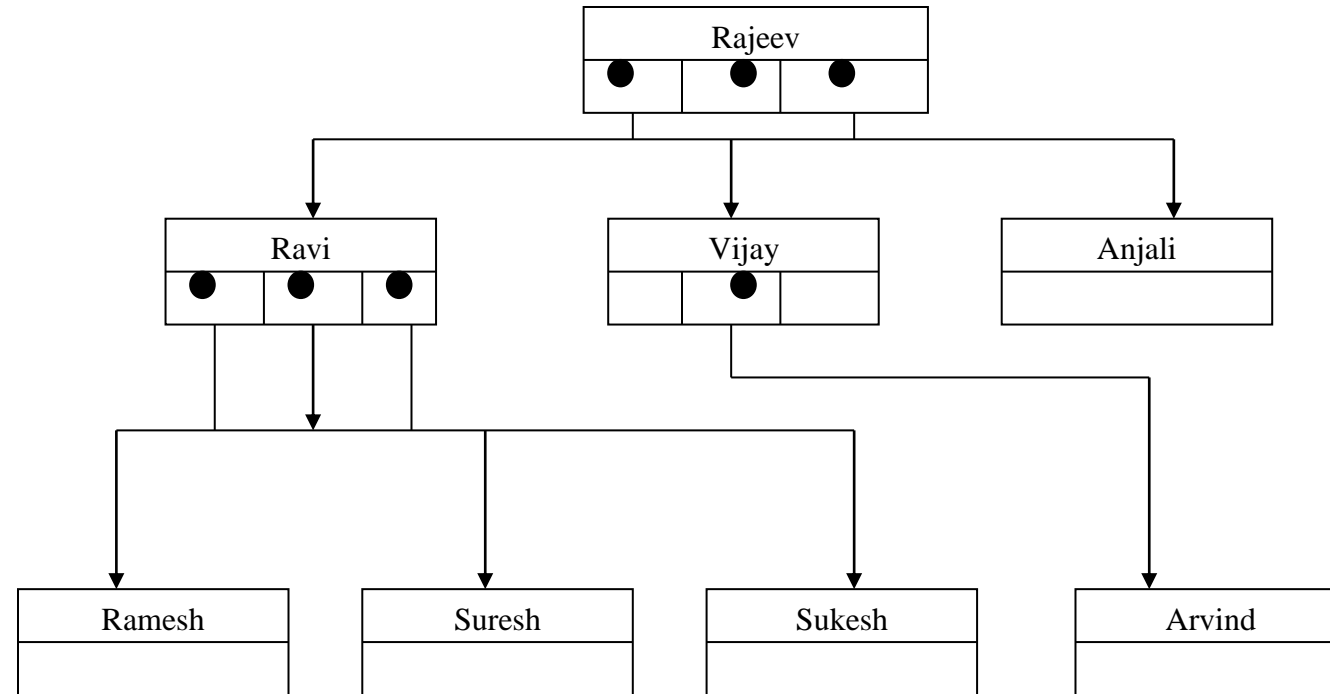 Rajeev
Ravi
Vijay
Anjali
Ramesh
Suresh
Sukesh
Arvind